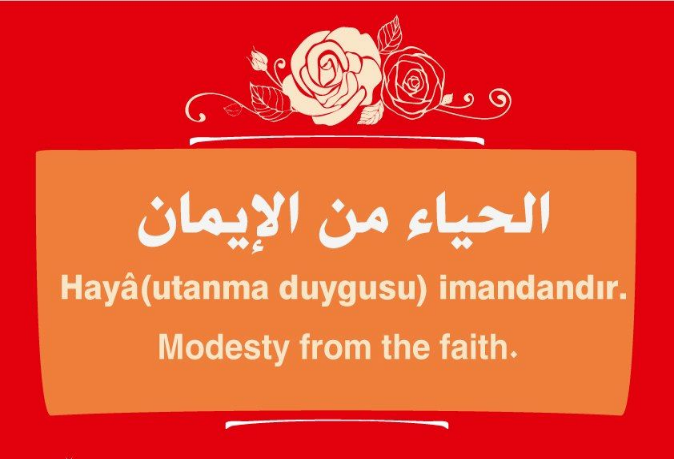 الحياء من الإيمان
Hayâ(utanma duygusu) imandandır.
Modesty from the faith.